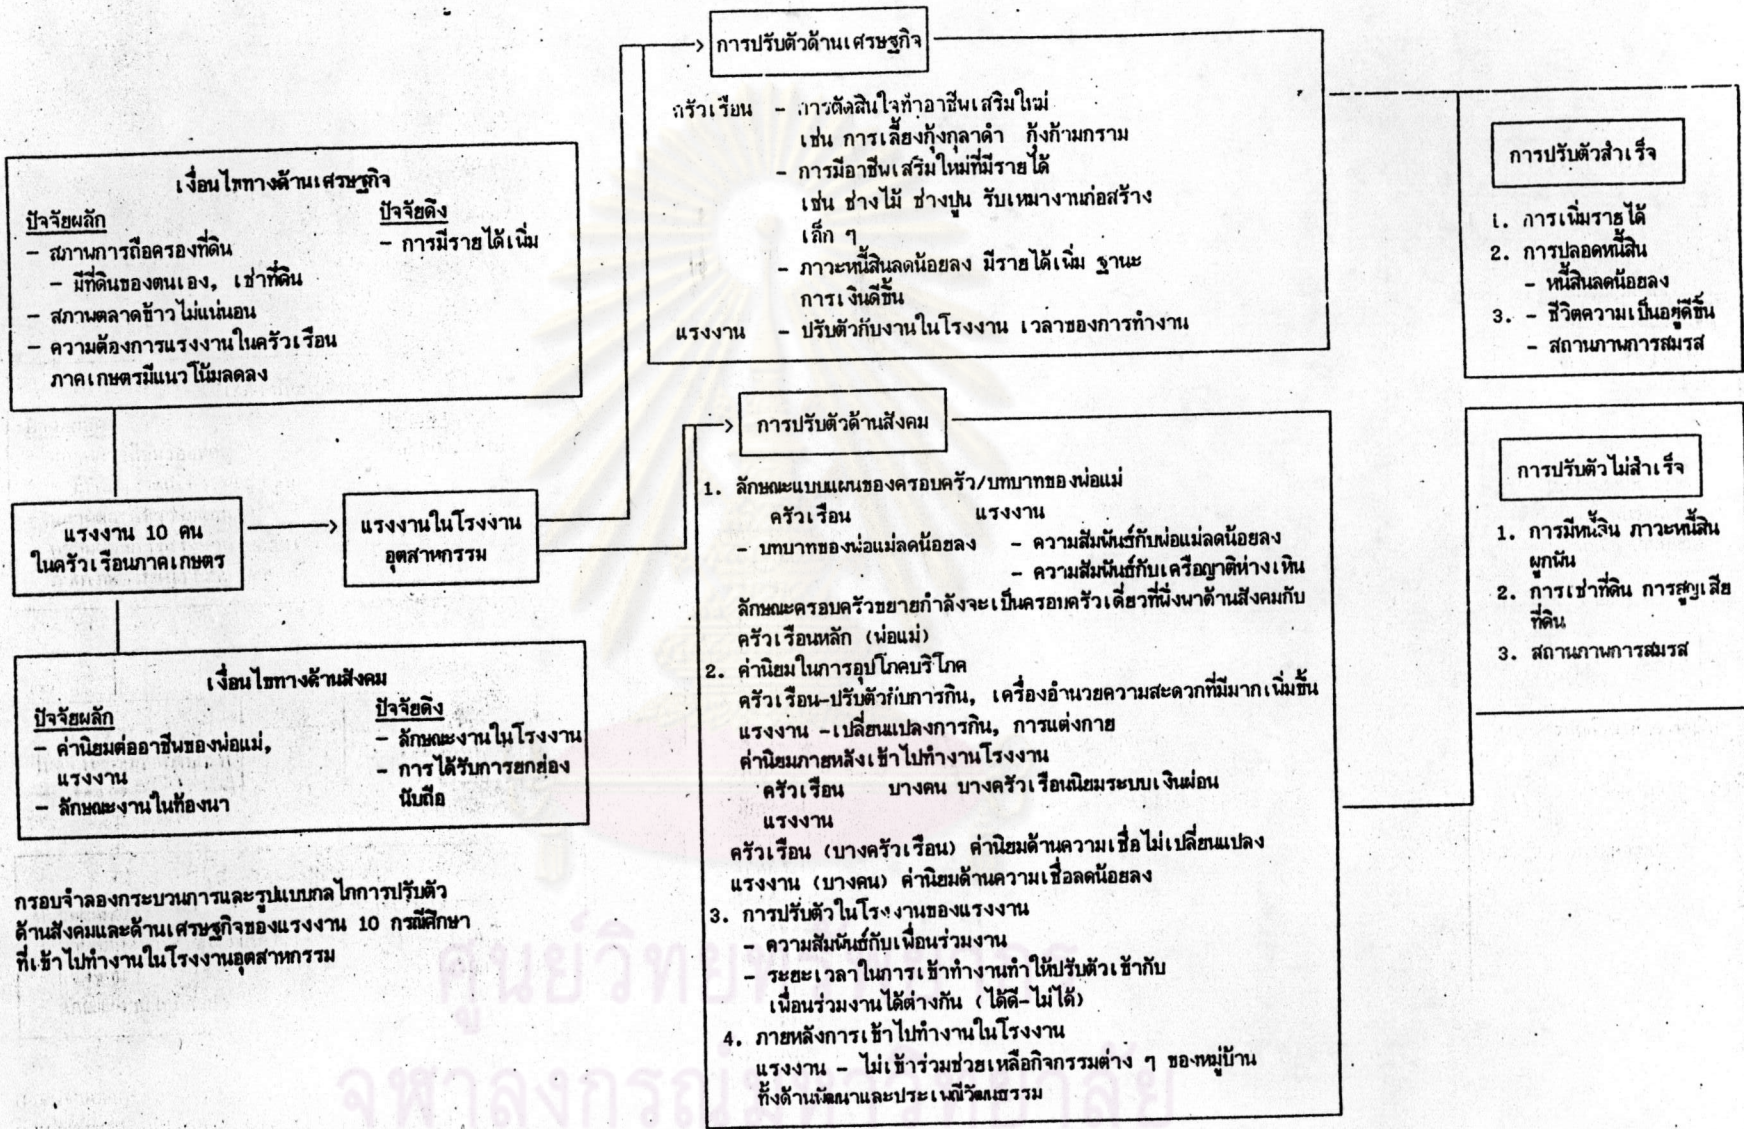 เงื่อนไขทางด้านเศรษฐกิจ
ปัจจัยผลัก
- สภาพการถือครองที่ดิน
- มีที่ดินของตนเอง, เช่าที่ดิน
- สภาพตลาดข้าวไม่แน่นอน
- ความต้องการแรงงานในครัวเรือน
ภาคเกษตรมีแนวโน้มลดลง
ปัจจัยดึง
- การมีรายได้เพิ่ม
แรงงาน 10 คน
ในครัวเรือนภาคเกษตร
แรงงานในโรงงาน
อุตสาหกรรม
เงื่อนไขทางด้านสังคม
ปัจจัยผลัก
- ค่านิยมต่ออาชีพของพ่อแม่,
แรงงาน
- ลักษณะงานในท้องนา
ปัจจัยดึง
- ลักษณะงานในโรงงาน
- การได้รับการยกย่อง
นับถือ
กรอบจำลองกระบวนการและรูปแบบกลไกการปรับตัว
ด้านสังคมและด้านเศรษฐกิจของแรงงาน 10 กรณีศึกษา
ที่เข้าไปทำงานในโรงงานอุตสาหกรรม
การปรับตัวด้านเศรษฐกิจ
ครัวเรือน - การตัดสินใจทำอาชีพเสริมใหม่
เช่น การเลี้ยงกุ้งกุลาดำ กุ้งก้ามกราม
- การมีอาชีพเสริมใหม่ที่มีรายได้
เช่น ช่างไม้ ช่างปูน รับเหมางานก่อสร้าง
เล็ก ๆ
- ภาวะหนี้สินลดน้อยลง มีรายได้เพิ่ม ฐานะ
การเงินดีขึ้น
แรงงาน - ปรับตัวกับงานในโรงงาน เวลาของการทำงาน
การปรับตัวด้านสังคม
1. ลักษณะแบบแผนของครอบครัว/บทบาทของพ่อแม่
ครัวเรือน แรงงาน
- บทบาทของพ่อแม่ลดน้อยลง - ความสัมพันธ์กับพ่อแม่ลดน้อยลง
- ความสัมพันธ์กับเครือญาติห่างเหิน
ลักษณะครอบครัวขยายกำลังจะเป็นครอบครัวเดี่ยวที่พึ่งพาด้านสังคมกับ
ครัวเรือนหลัก (พ่อแม่)
2. ค่านิยมในการอุปโภคบริโภค
ครัวเรือน-ปรับตัวกับการกิน, เครื่องอำนวยความสะดวกที่มีมากเพิ่มขึ้น
แรงงาน -เปลี่ยนแปลงการกิน, การแต่งกาย
ค่านิยมภายหลังเข้าไปทำงานโรงงาน
ครัวเรือน บางคน บางครัวเรือนนิยมระบบเงินผ่อน
แรงงาน
ครัวเรือน (บางครัวเรือน) ค่านิยมด้านความเชื่อไม่เปลี่ยนแปลง
แรงงาน (บางคน) ค่านิยมด้านความเชื่อลดน้อยลง
3. การปรับตัวในโรงงานของแรงงาน
- ความสัมพันธ์กับเพื่อนร่วมงาน
- ระยะเวลาในการเข้าทำงานทำให้ปรับตัวเข้ากับ
เพื่อนร่วมงานได้ต่างกัน (ได้ดี-ไม่ได้)
4. ภายหลังการเข้าไปทำงานในโรงงาน
แรงงาน - ไม่เข้าร่วมช่วยเหลือกิจกรรมต่าง ๆ ของหมู่บ้าน
ทั้งด้านพัฒนาและประเพณีวัฒนธรรม
การปรับตัวสำเร็จ
1. การเพิ่มรายได้
2. การปลอดหนี้สิน
- หนี้สินลดน้อยลง
3. - ชีวิตความเป็นอยู่ดีขึ้น
- สถานภาพการสมรส
การปรับตัวไม่สำเร็จ
1. การมีหนี้สิน ภาวะหนี้สิน
ผูกพัน
2. การเช่าที่ดิน การสูญเสีย
ที่ดิน
3. สถานภาพการสมรส
ศูนย์วิทยทรัพยากร
จุฬาลงกรณ์มหาวิทยาลัย